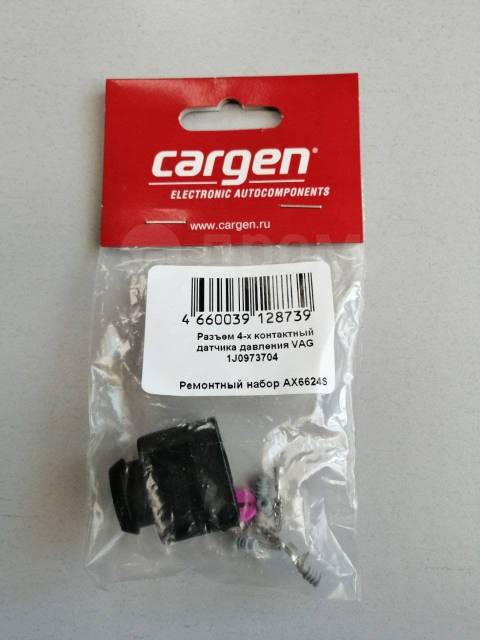 cargen®
ELECTRONIC AUTOCOMPONENTS
www.cargen.ru
4 660039 128739
Разъем 4-х контактный
датчика давления VAG
1J0973704
Ремонтный набор AX6624S